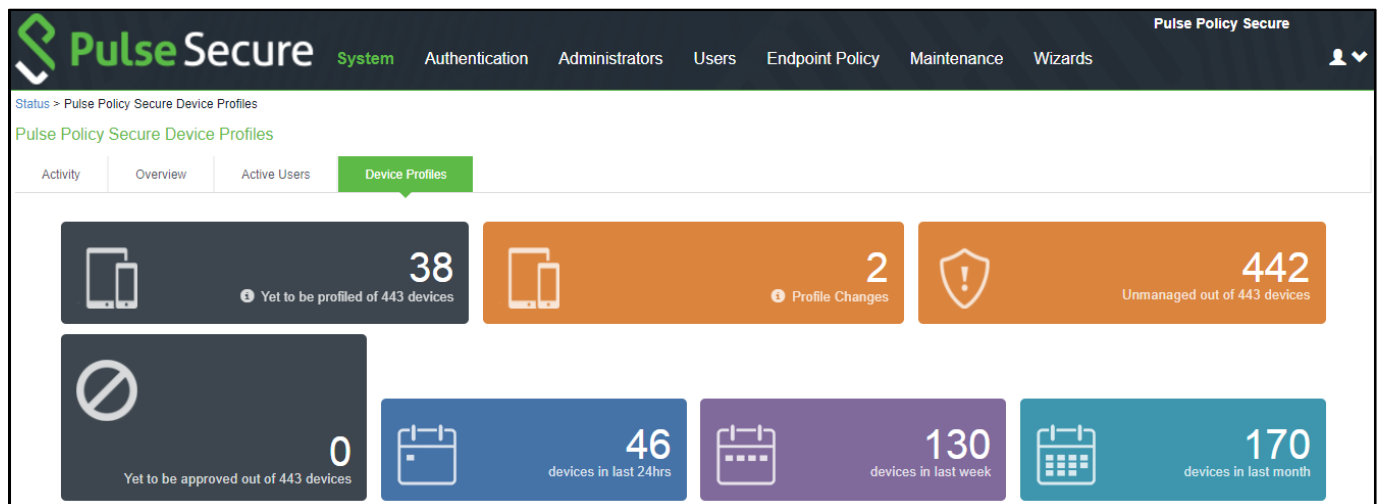 Pulse Policy Secure
Pulse Secure System Authentication Administrators Users Endpoint Policy Maintenance Wizards
Status > Pulse Policy Secure Device Profiles
Pulse Policy Secure Device Profiles
Activity Overview Active Users Device Profiles
38
Yet to be profiled of 443 devices
2
Profile Changes
442
Unmanaged out of 443 devices
0
Yet to be approved out of 443 devices
46
devices in last 24hrs
130
devices in last week
170
devices in last month